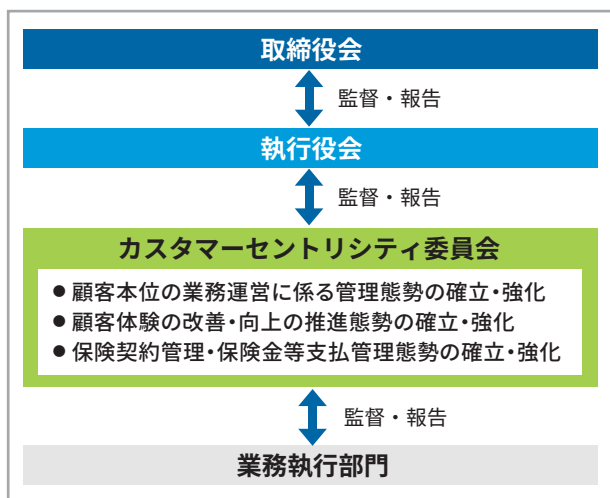 取締役会
監督・報告
執行役会
監督・報告
カスタマーセントリシティ委員会
●顧客本位の業務運営に係る管理態勢の確立・強化
●顧客体験の改善・向上の推進態勢の確立・強化
●保険契約管理・保険金等支払管理態勢の確立・強化
監督・報告
業務執行部門